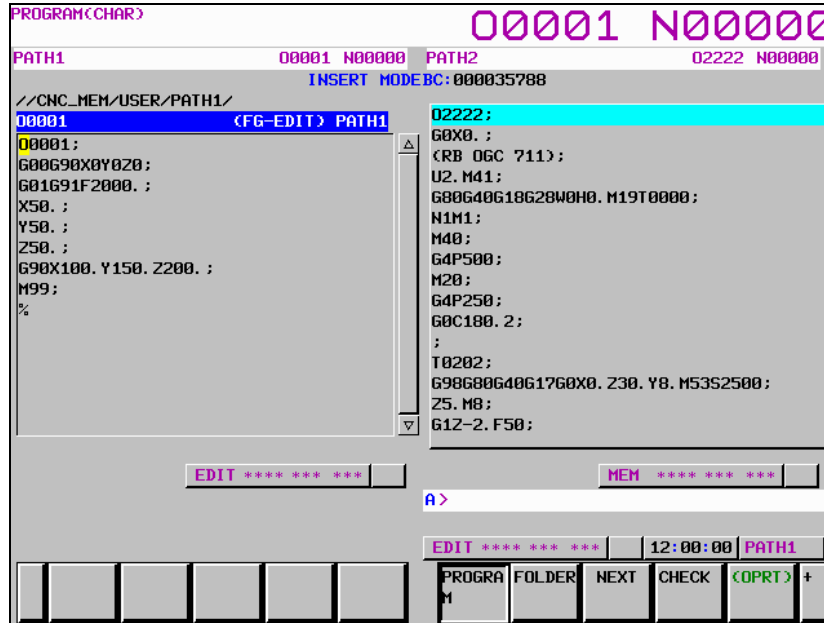 PROGRAM(CHAR)
O0001 N00000
PATH1 O0001 N00000
PATH2 O2222 N00000
INSERT MODE BC:000035788
//CNC_MEM/USER/PATH1/
O0001 (FG-EDIT) PATH1
O0001;
G00G90X0Y0Z0;
G01G91F2000.;
X50.;
Y50.;
Z50.;
G90X100.Y150.Z200.;
M99;
%
O2222;
G0X0.;
(RB OGC 711);
U2.M41;
G80G40G18G28W0H0.M19T0000;
N1M1;
M40;
G4P500;
M20;
G4P250;
G0C180.2;
;
T0202;
G98G80G40G17G0X0.Z30.Y8.M53S2500;
Z5.M8;
G1Z-2.F50;
EDIT **** *** ***
MEM **** *** ***
A>
EDIT **** *** *** 12:00:00 PATH1
PROGRA
M
FOLDER
NEXT
CHECK
(OPRT)
+